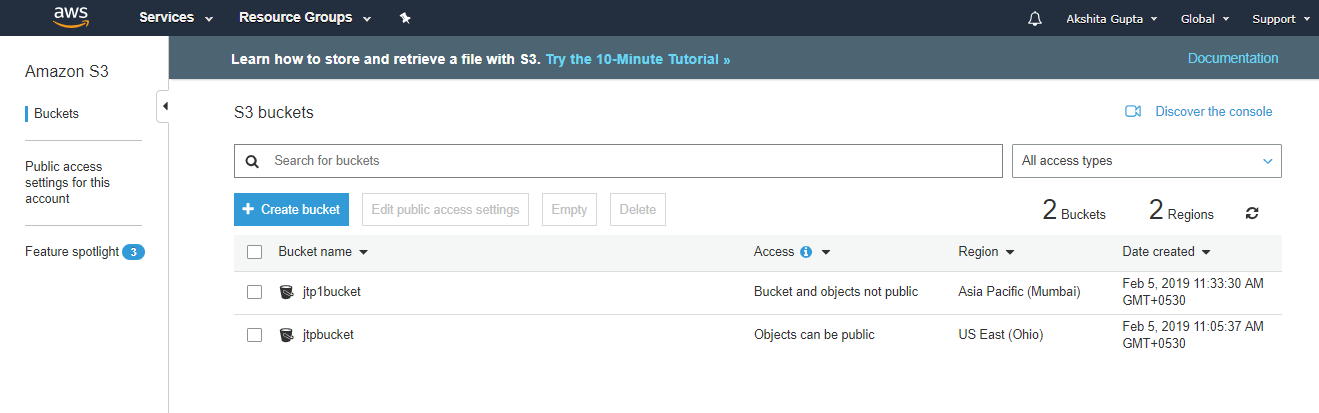 aws Services Resource Groups Akshita Gupta Global Support
Learn how to store and retrieve a file with S3. Try the 10-Minute Tutorial » Documentation
Amazon S3
Buckets
Public access
settings for this
account
Feature spotlight 3
S3 buckets Discover the console
Search for buckets All access types
+ Create bucket Edit public access settings Empty Delete 2 Buckets 2 Regions
Bucket name Access Region Date created
jtp1bucket Bucket and objects not public Asia Pacific (Mumbai) Feb 5, 2019 11:33:30 AM
GMT+0530
jtpbucket Objects can be public US East (Ohio) Feb 5, 2019 11:05:37 AM
GMT+0530